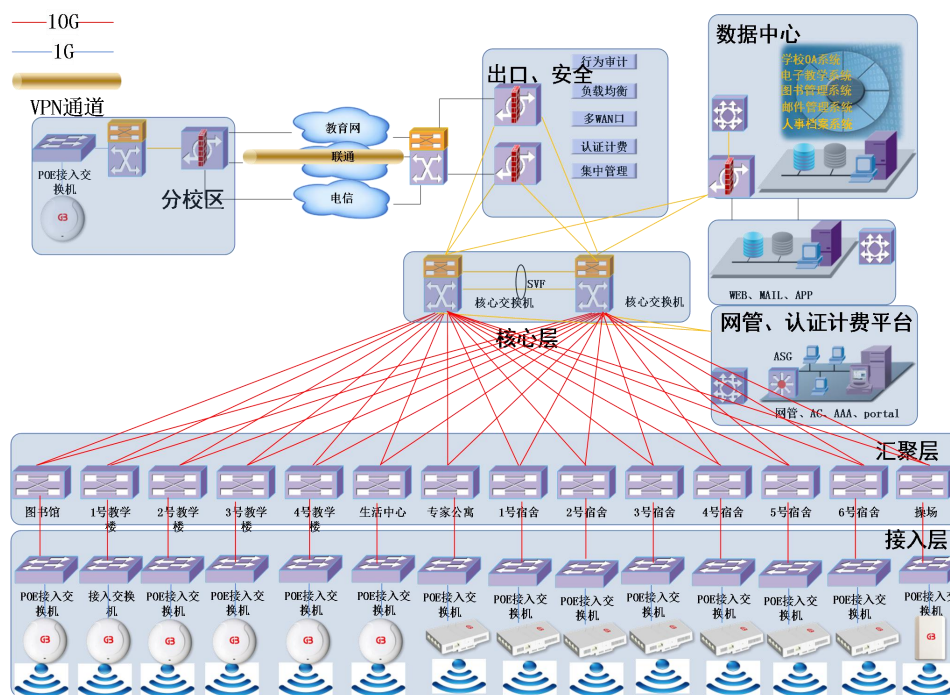 10G
1G
VPN通道
POE接入交
换机
G3
分校区
教育网
联通
电信
出口、安全
行为审计
负载均衡
多WAN口
认证计费
集中管理
数据中心
学校OA系统
电子教学系统
图书管理系统
邮件管理系统
人事档案系统
WEB、MAIL、APP
SVF
核心交换机
核心交换机
核心层
网管、认证计费平台
ASG
网管、AC、AAA、portal
汇聚层
图书馆
1号教学
楼
2号教学
楼
3号教学
楼
4号教学
楼
生活中心
专家公寓
1号宿舍
2号宿舍
3号宿舍
4号宿舍
5号宿舍
6号宿舍
操场
接入层
POE接入交
换机
接入交换
机
POE接入交
换机
POE接入交
换机
POE接入交
换机
POE接入交
换机
POE接入交
换机
POE接入交
换机
POE接入交
换机
POE接入交
换机
POE接入交
换机
POE接入交
换机
POE接入交
换机
POE接入交
换机
G3
G3
G3
G3
G3
G3